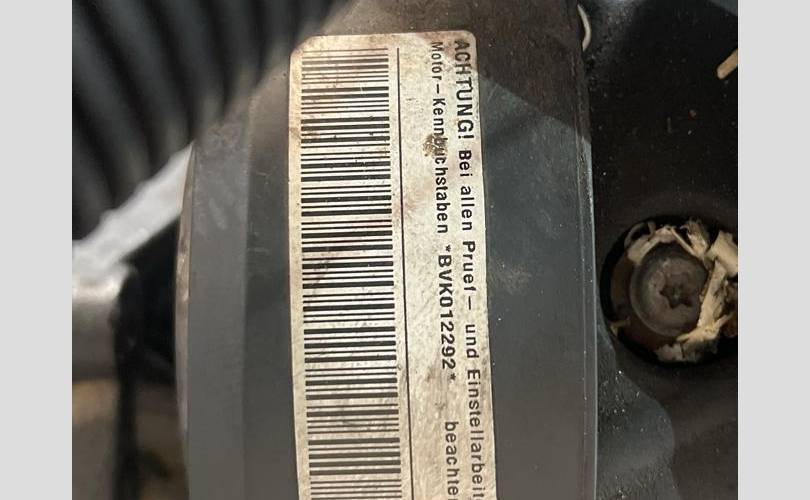 ACHTUNG! Bei allen Pruef- und Einstellarbeit
Motor-Kennbuchstaben *BVK012292* beachte